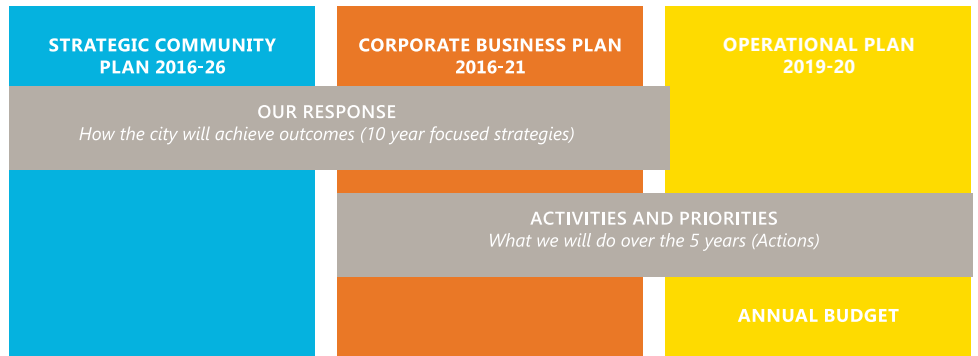 STRATEGIC COMMUNITY
PLAN 2016-26
CORPORATE BUSINESS PLAN
2016-21
OPERATIONAL PLAN
2019-20
OUR RESPONSE
How the city will achieve outcomes (10 year focused strategies)
ACTIVITIES AND PRIORITIES
What we will do over the 5 years (Actions)
ANNUAL BUDGET